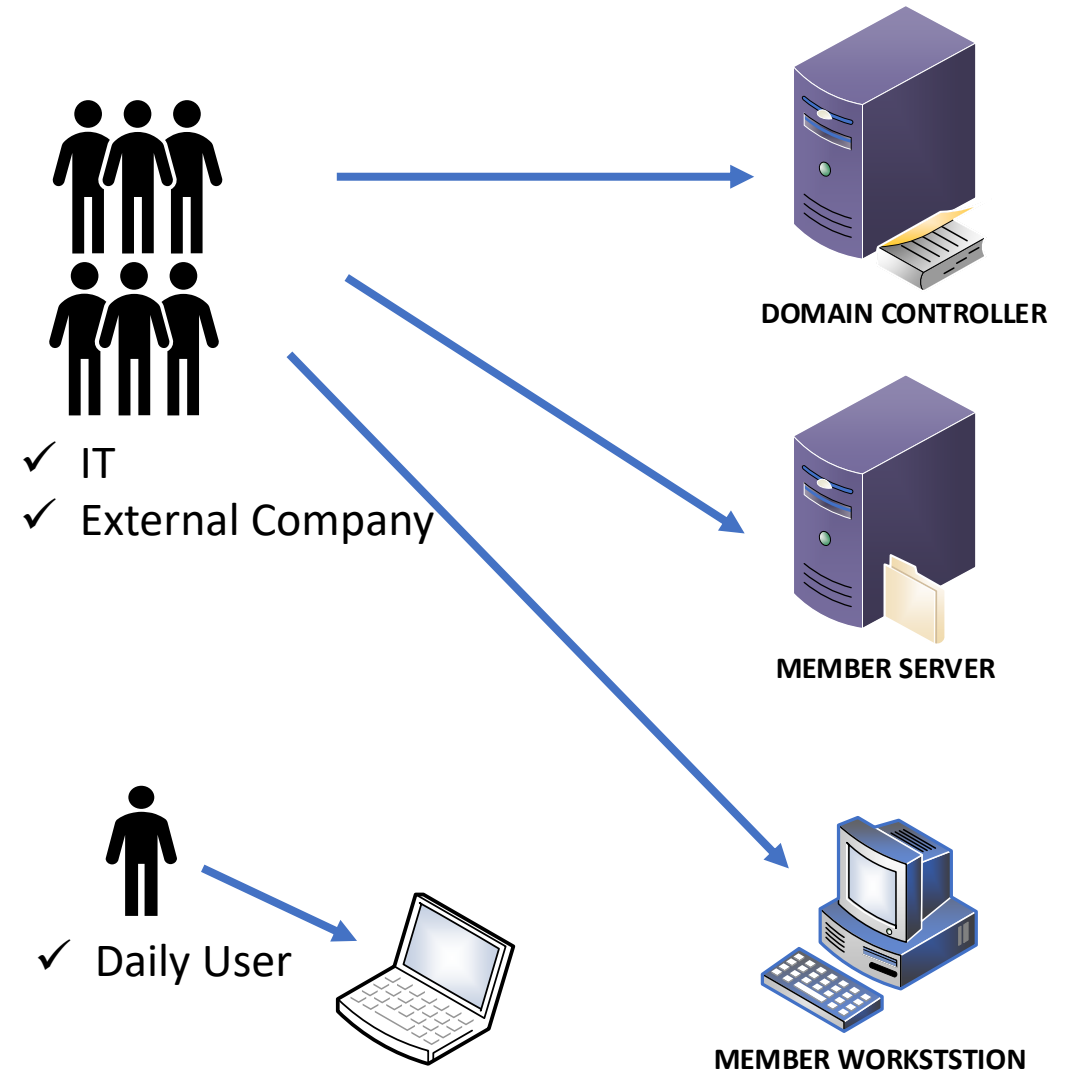 DOMAIN CONTROLLER
✓ IT
✓ External Company
MEMBER SERVER
✓ Daily User
MEMBER WORKSTSTION